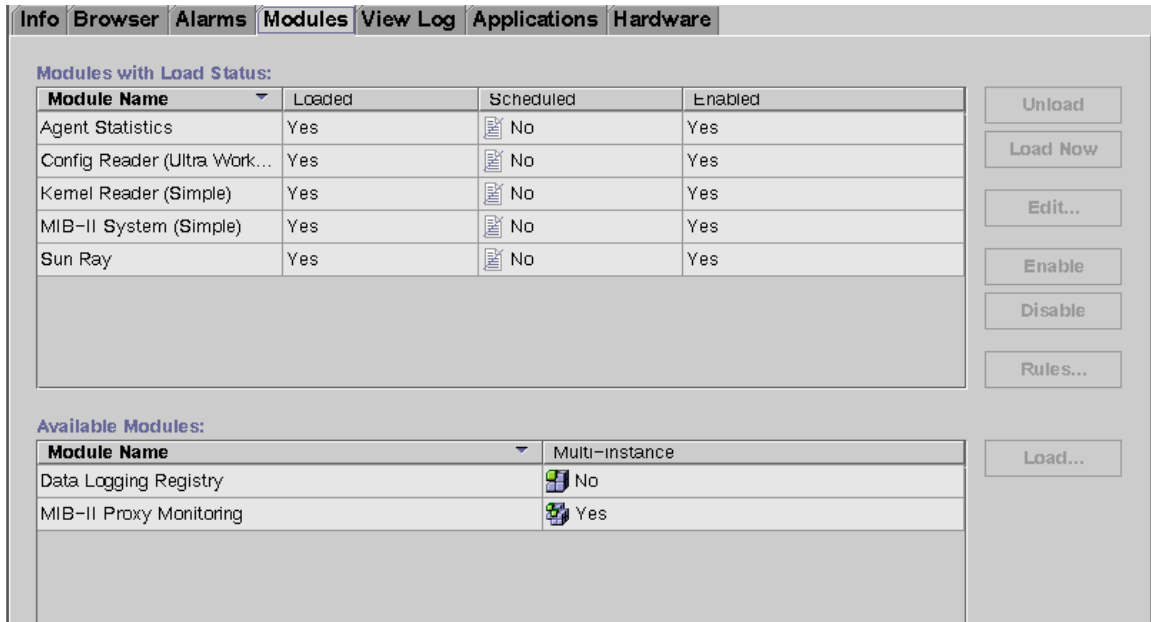 Info Browser Alarms Modules View Log Applications Hardware
Modules with Load Status:
Module Name Loaded Scheduled Enabled
Agent Statistics Yes No Yes
Config Reader (Ultra Work... Yes No Yes
Kernel Reader (Simple) Yes No Yes
MIB-II System (Simple) Yes No Yes
Sun Ray Yes No Yes
Unload
Load Now
Edit...
Enable
Disable
Rules...
Available Modules:
Module Name Multi-instance
Data Logging Registry No
MIB-II Proxy Monitoring Yes
Load...